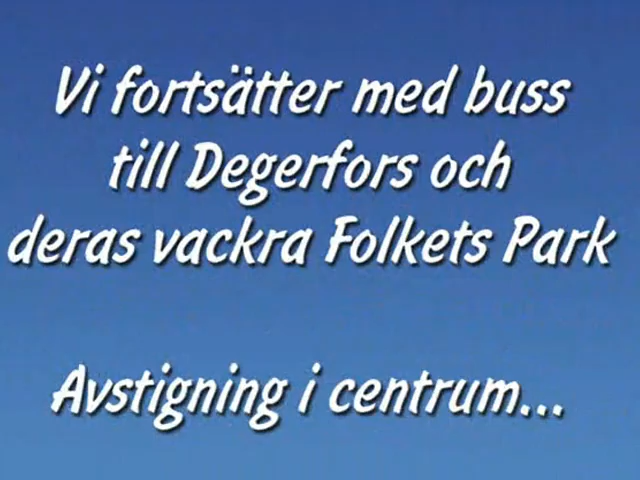 Vi fortsätter med buss
till Degerfors och
deras vackra Folkets Park
Avstigning i centrum...